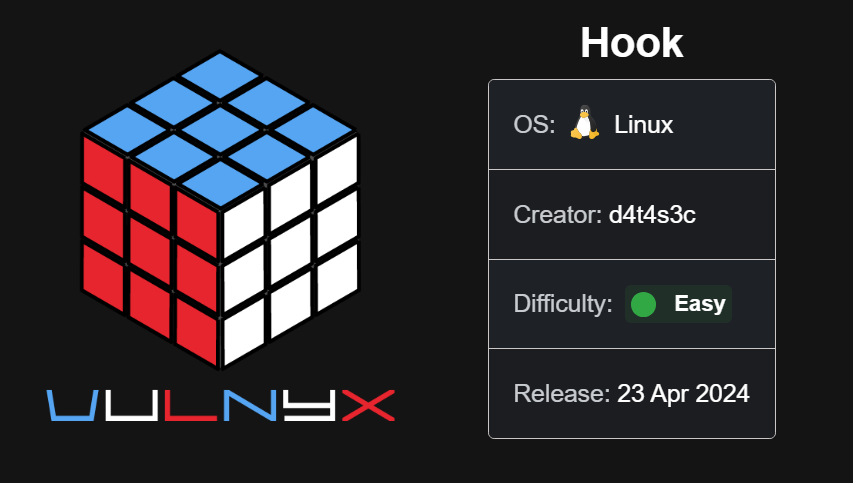 Hook
OS: Linux
Creator: d4t4s3c
Difficulty: Easy
Release: 23 Apr 2024
VULNYX